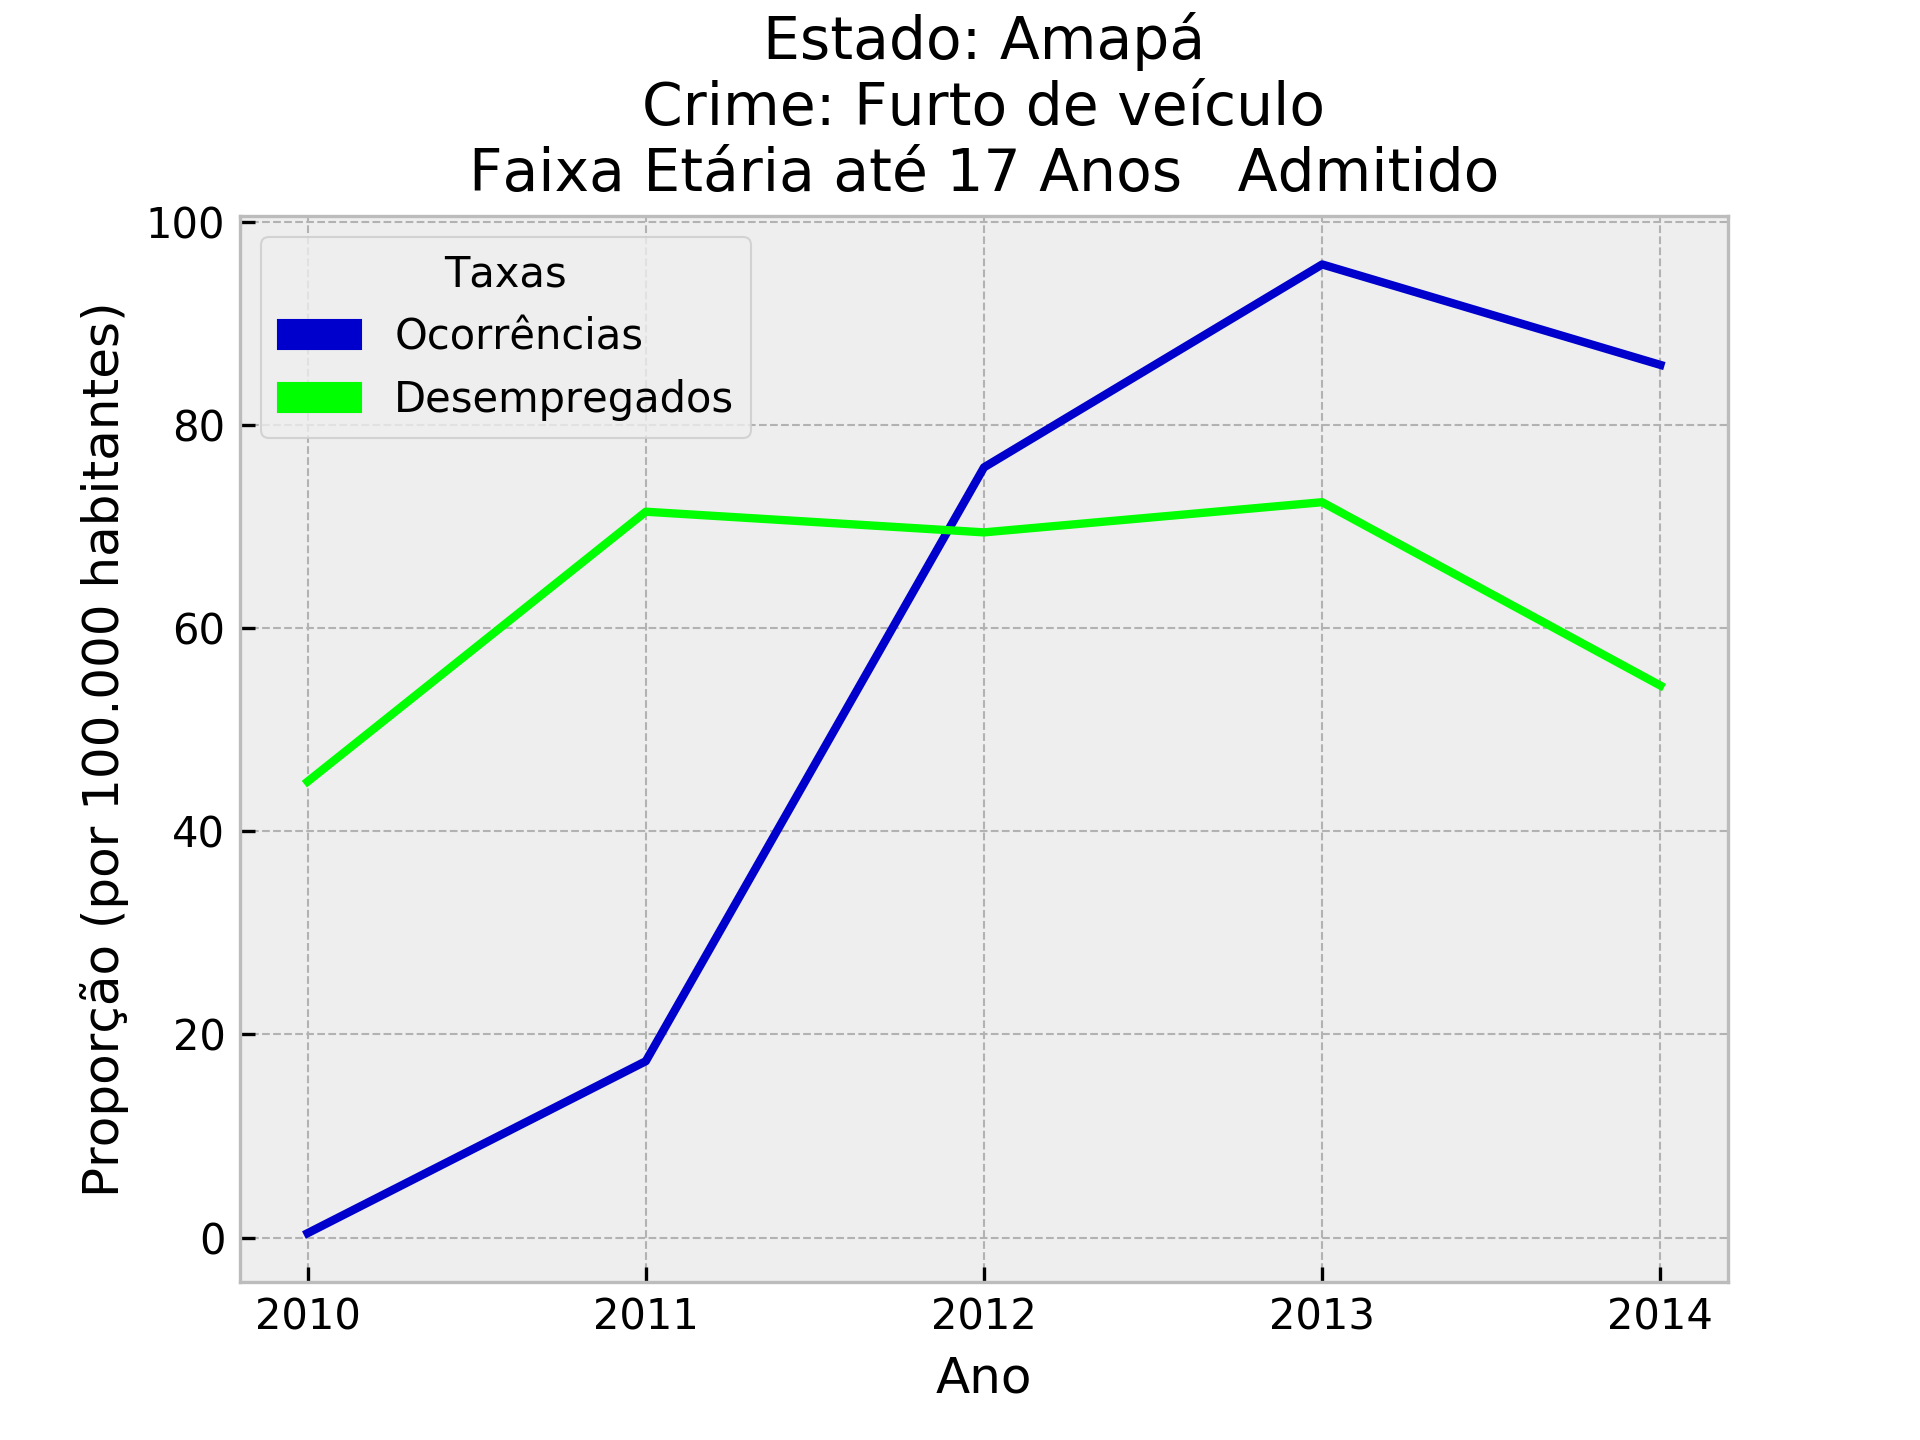 Estado: Amapá
Crime: Furto de veículo
Faixa Etária até 17 Anos   Admitido
Taxas
Ocorrências
Desempregados
Proporção (por 100.000 habitantes)
100
80
60
40
20
0
2010 2011 2012 2013 2014
Ano